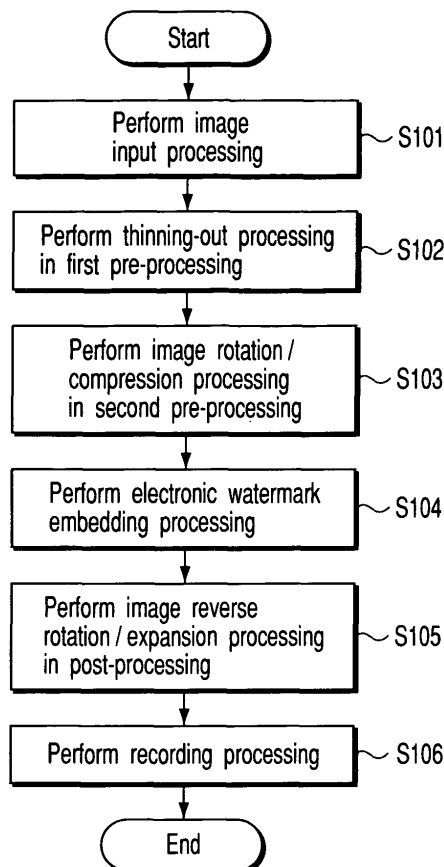 Start
Perform image
input processing
S101
Perform thinning-out processing
in first pre-processing
S102
Perform image rotation /
compression processing
in second pre-processing
S103
Perform electronic watermark
embedding processing
S104
Perform image reverse
rotation / expansion processing
in post-processing
S105
Perform recording processing
S106
End